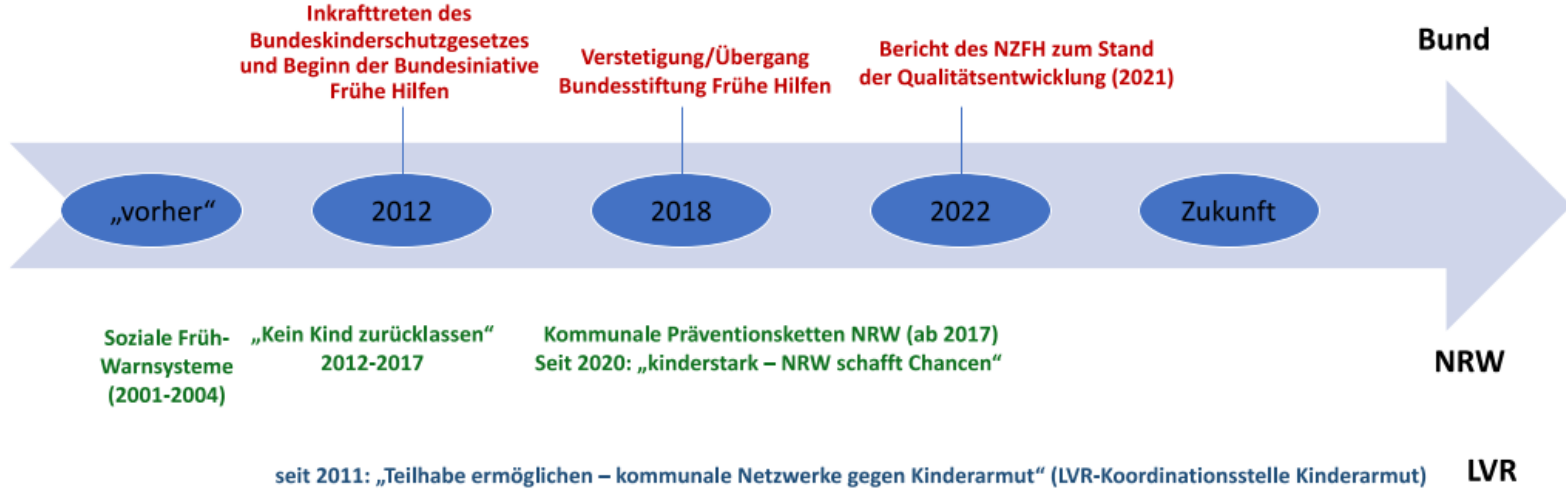 Inkrafttreten des
Bundeskinderschutzgesetzes
und Beginn der Bundesiniative
Frühe Hilfen
Verstetigung/Übergang
Bundesstiftung Frühe Hilfen
Bericht des NZFH zum Stand
der Qualitätsentwicklung (2021)
Bund
„vorher“
2012
2018
2022
Zukunft
Soziale Früh-
Warnsysteme
(2001-2004)
„Kein Kind zurücklassen“
2012-2017
Kommunale Präventionsketten NRW (ab 2017)
Seit 2020: „kinderstark – NRW schafft Chancen“
NRW
seit 2011: „Teilhabe ermöglichen – kommunale Netzwerke gegen Kinderarmut“ (LVR-Koordinationsstelle Kinderarmut)
LVR